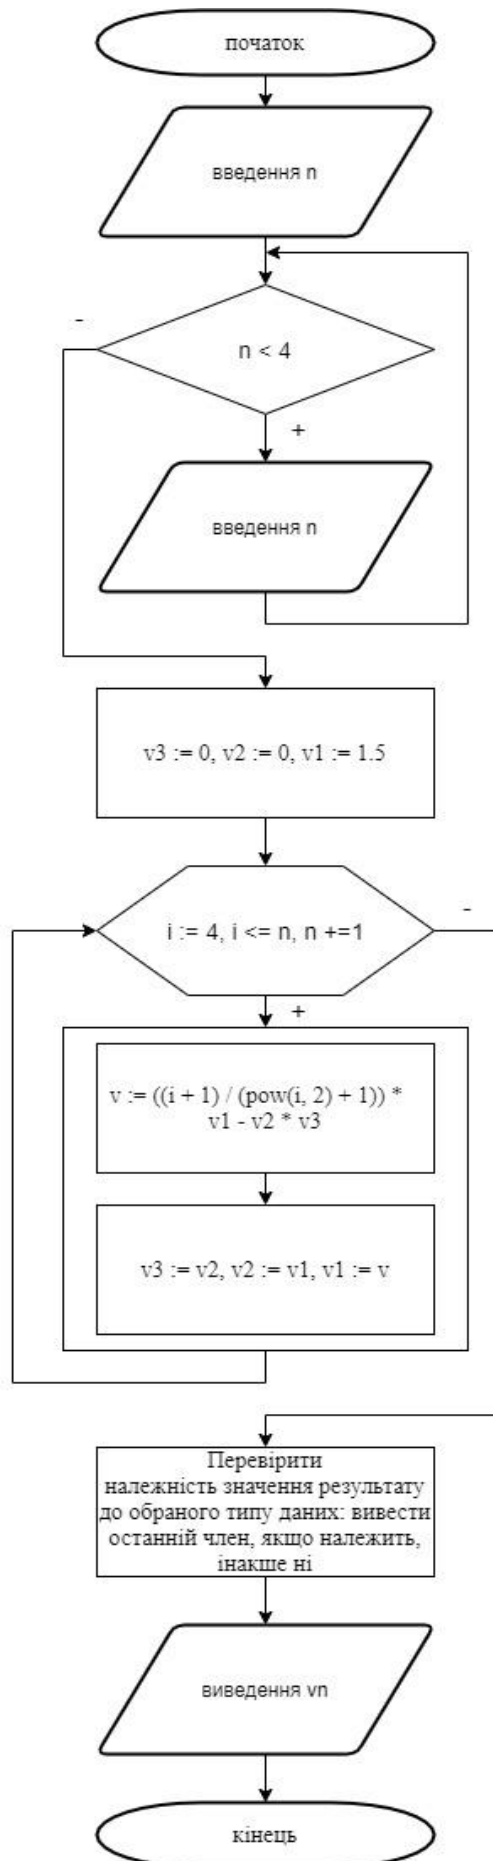 початок
введення n
-
n < 4
+
введення n
v3 := 0, v2 := 0, v1 := 1.5
-
i := 4, i <= n, n +=1
+
v := ((i + 1) / (pow(i, 2) + 1)) *
v1 - v2 * v3
v3 := v2, v2 := v1, v1 := v
Перевірити
належність значення результату
до обраного типу даних: вивести
останній член, якщо належить,
інакше ні
виведення vn
кінець